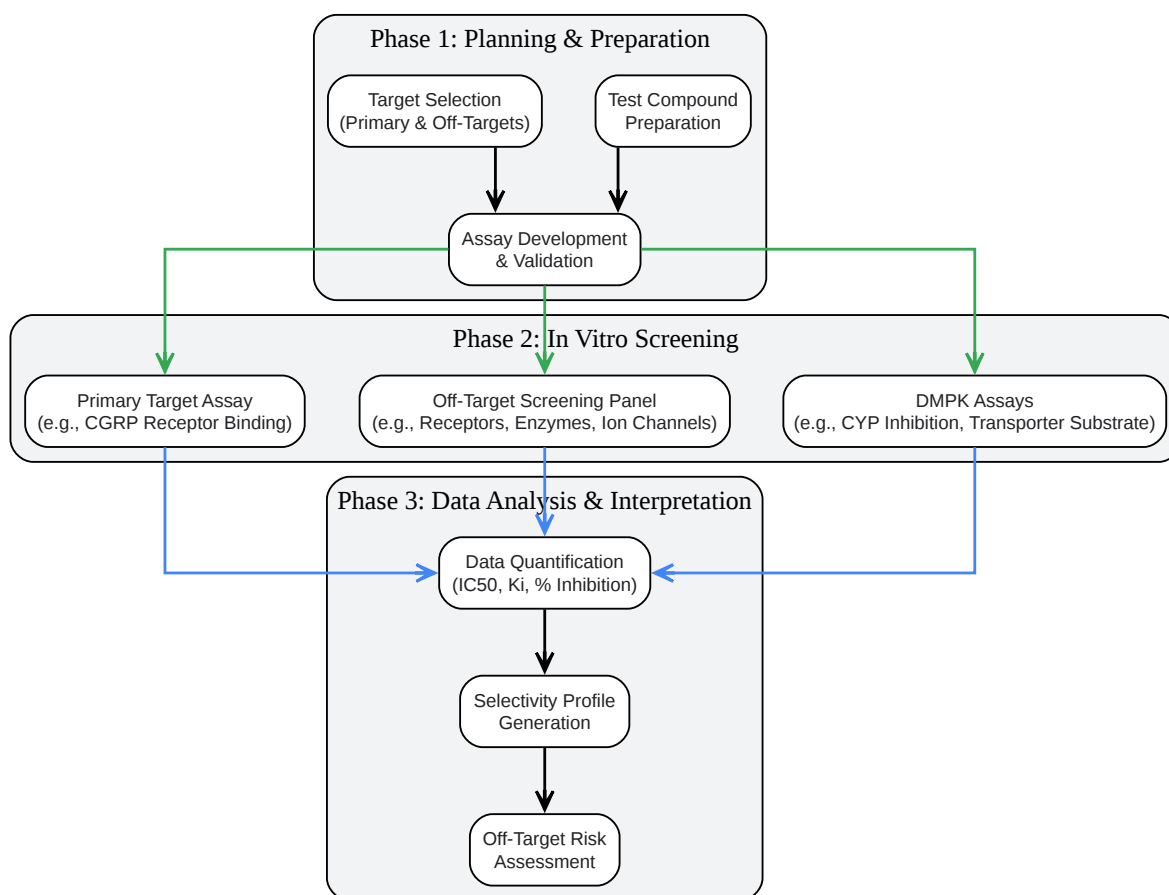 Phase 1: Planning & Preparation
Target Selection
(Primary & Off-Targets)
Test Compound
Preparation
Assay Development
& Validation
Phase 2: In Vitro Screening
Primary Target Assay
(e.g., CGRP Receptor Binding)
Off-Target Screening Panel
(e.g., Receptors, Enzymes, Ion Channels)
DMPK Assays
(e.g., CYP Inhibition, Transporter Substrate)
Phase 3: Data Analysis & Interpretation
Data Quantification
(IC50, Ki, % Inhibition)
Selectivity Profile
Generation
Off-Target Risk
Assessment